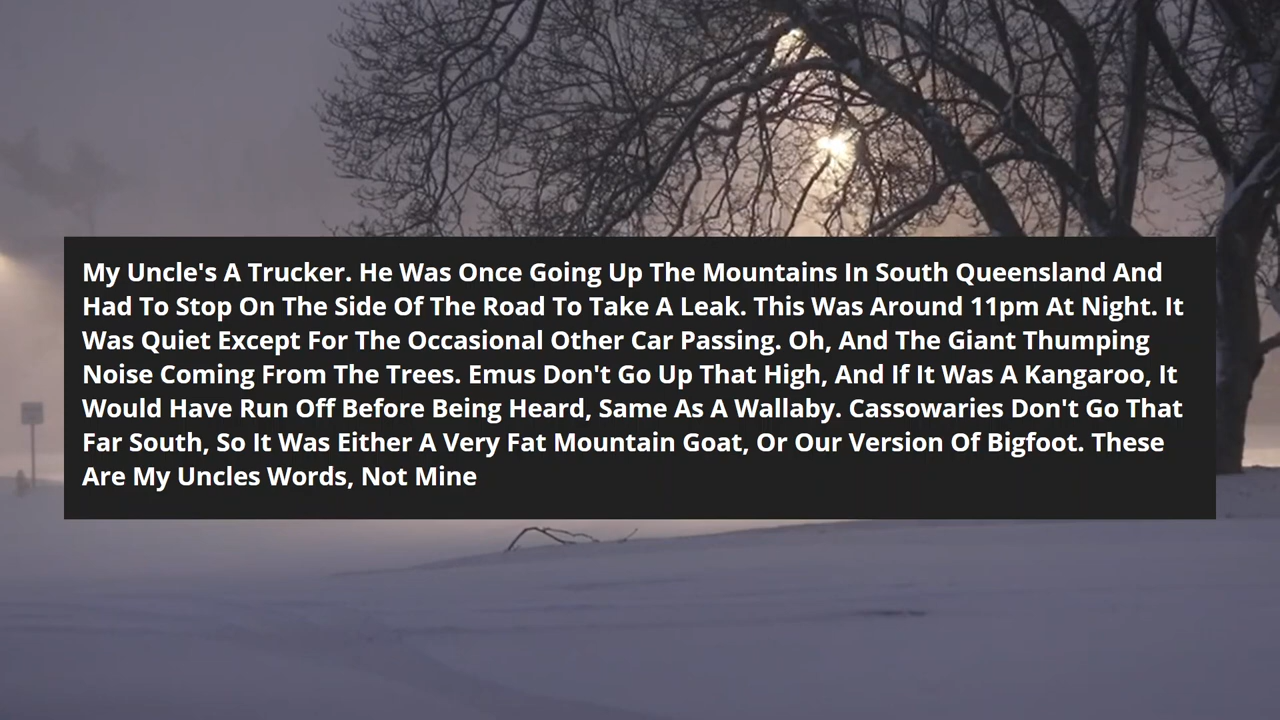 My Uncle's A Trucker. He Was Once Going Up The Mountains In South Queensland And
Had To Stop On The Side Of The Road To Take A Leak. This Was Around 11pm At Night. It
Was Quiet Except For The Occasional Other Car Passing. Oh, And The Giant Thumping
Noise Coming From The Trees. Emus Don't Go Up That High, And If It Was A Kangaroo, It
Would Have Run Off Before Being Heard, Same As A Wallaby. Cassowaries Don't Go That
Far South, So It Was Either A Very Fat Mountain Goat, Or Our Version Of Bigfoot. These
Are My Uncles Words, Not Mine